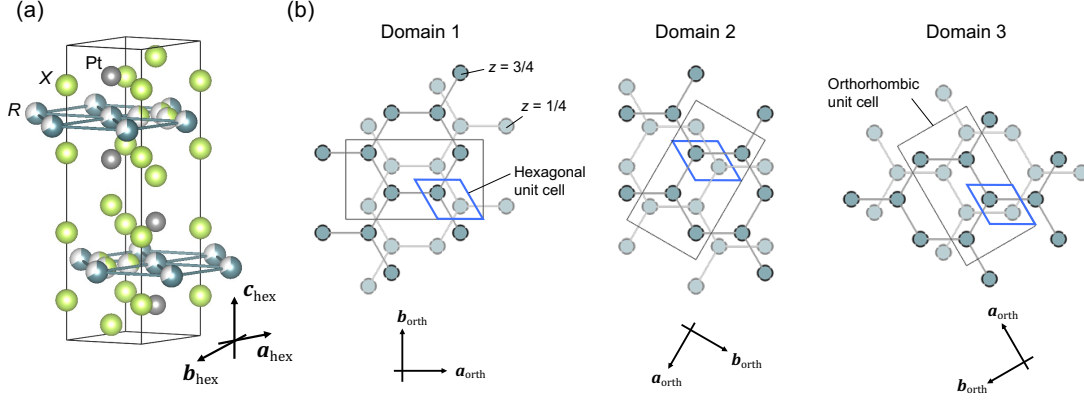 (a)
X
Pt
R
c_hex
a_hex
b_hex
(b)
Domain 1
z = 3/4
z = 1/4
Hexagonal
unit cell
b_orth
a_orth
Domain 2
b_orth
a_orth
Domain 3
Orthorhombic
unit cell
a_orth
b_orth